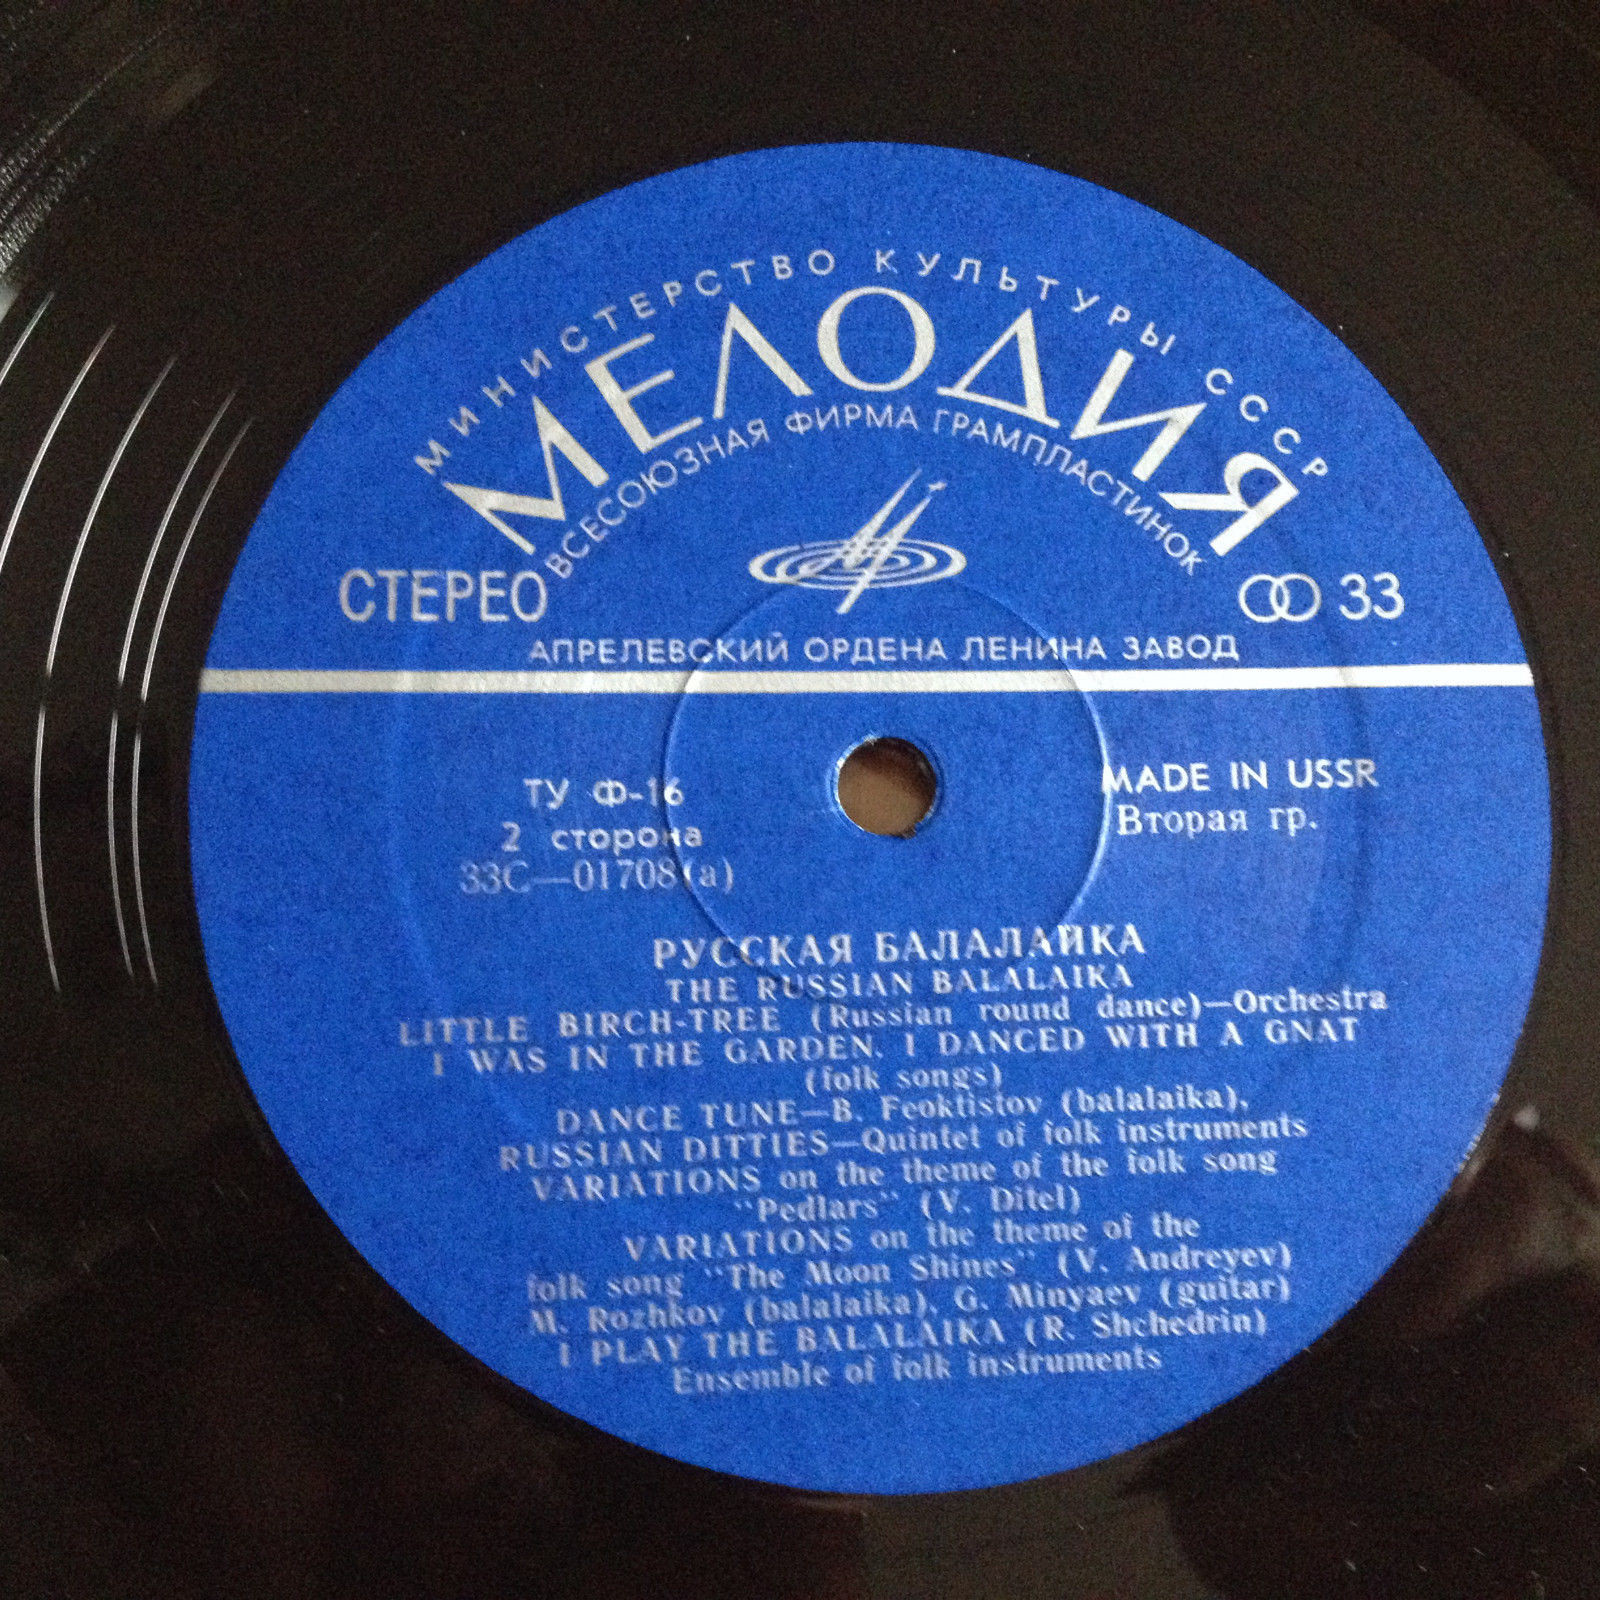 МИНИСТЕРСТВО КУЛЬТУРЫ СССР
МЕЛОДИЯ
ВСЕСОЮЗНАЯ ФИРМА ГРАМПЛАСТИНОК
СТЕРЕО
33
АПРЕЛЕВСКИЙ ОРДЕНА ЛЕНИНА ЗАВОД
ТУ Ф-16
2 сторона
33С—01708(а)
MADE IN USSR
Вторая гр.
РУССКАЯ БАЛАЛАЙКА
THE RUSSIAN BALALAIKA
LITTLE BIRCH-TREE (Russian round dance)—Orchestra
I WAS IN THE GARDEN. I DANCED WITH A GNAT
(folk songs)
DANCE TUNE—B. Feoktistov (balalaika).
RUSSIAN DITTIES—Quintet of folk instruments
VARIATIONS on the theme of the folk song
"Pedlars" (V. Ditel)
VARIATIONS on the theme of the
folk song "The Moon Shines" (V. Andreyev)
M. Rozhkov (balalaika), G. Minyaev (guitar)
I PLAY THE BALALAIKA (R. Shchedrin)
Ensemble of folk instruments